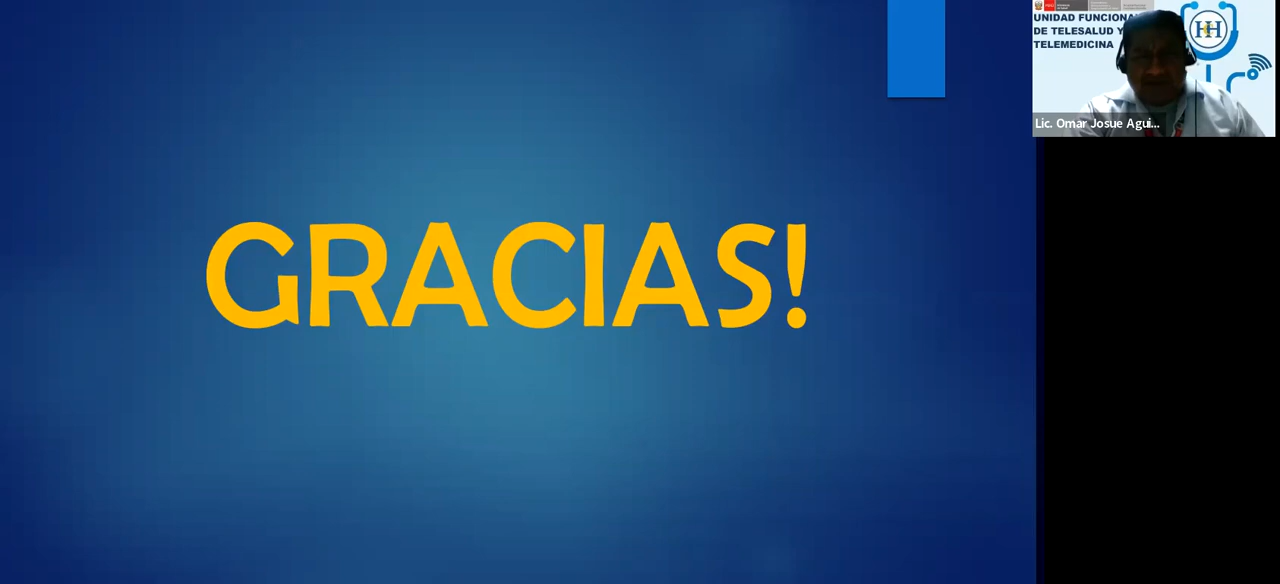 GRACIAS!
UNIDAD FUNCIONA
DE TELESALUD Y
TELEMEDICINA
Lic. Omar Josue Agui...